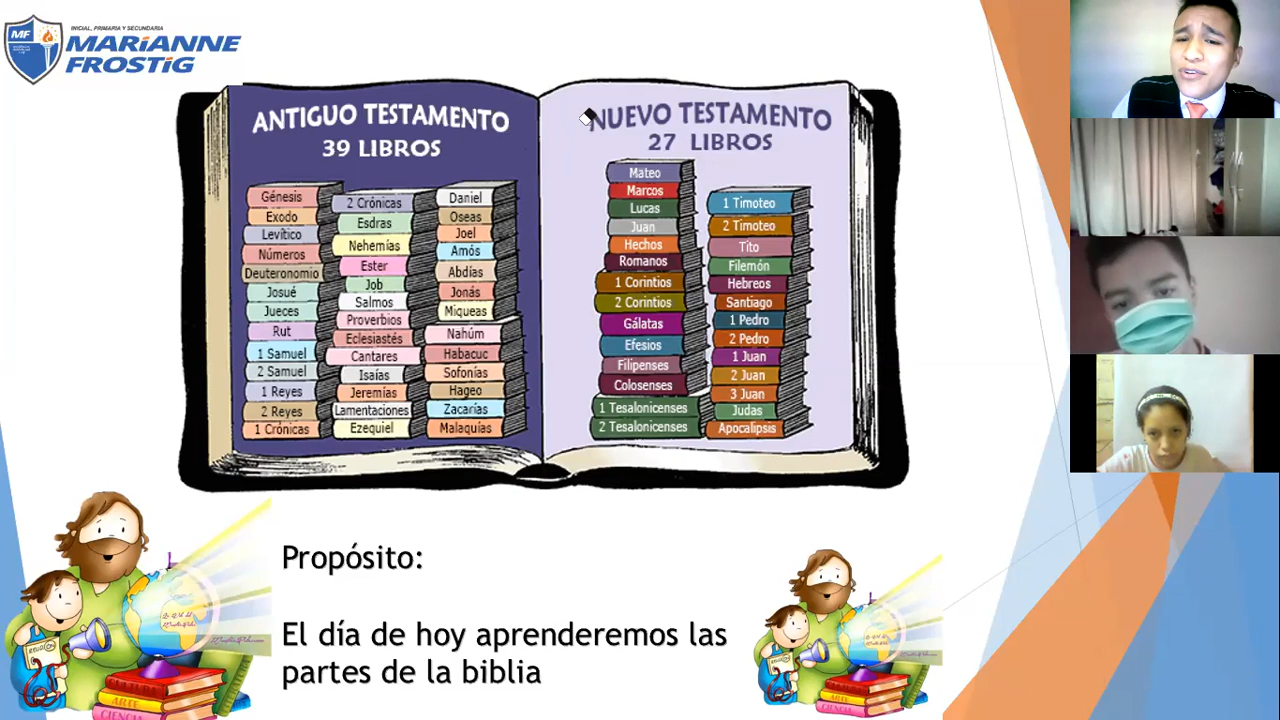 INICIAL, PRIMARIA Y SECUNDARIA
MF
MARiANNE
FROSTiG
ANTIGUO TESTAMENTO
39 LIBROS
Génesis
Exodo
Levítico
Números
Deuteronomio
Josué
Jueces
Rut
1 Samuel
2 Samuel
1 Reyes
2 Reyes
1 Crónicas
2 Crónicas
Esdras
Nehemías
Ester
Job
Salmos
Proverbios
Eclesiastés
Cantares
Isaías
Jeremías
Lamentaciones
Ezequiel
Daniel
Oseas
Joel
Amós
Abdías
Jonás
Miqueas
Nahúm
Habacuc
Sofonías
Hageo
Zacarías
Malaquías
NUEVO TESTAMENTO
27 LIBROS
Mateo
Marcos
Lucas
Juan
Hechos
Romanos
1 Corintios
2 Corintios
Gálatas
Efesios
Filipenses
Colosenses
1 Tesalonicenses
2 Tesalonicenses
1 Timoteo
2 Timoteo
Tito
Filemón
Hebreos
Santiago
1 Pedro
2 Pedro
1 Juan
2 Juan
3 Juan
Judas
Apocalipsis
Propósito:
El día de hoy aprenderemos las
partes de la biblia
RELIGIÓN
CULTURA
ARTE
CIENCIA